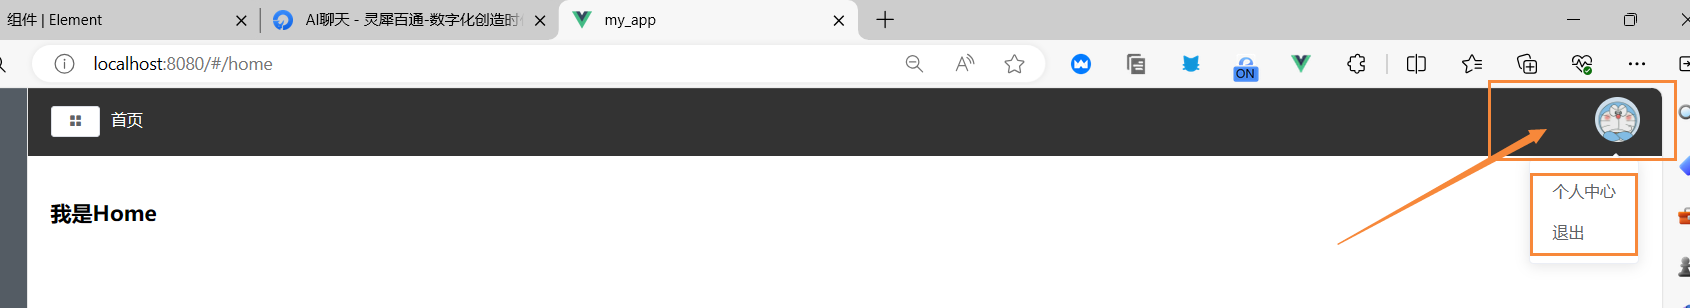 组件 | Element
AI聊天 - 灵犀百通-数字化创造时
my_app
localhost:8080/#/home
ON
首页
我是Home
个人中心
退出